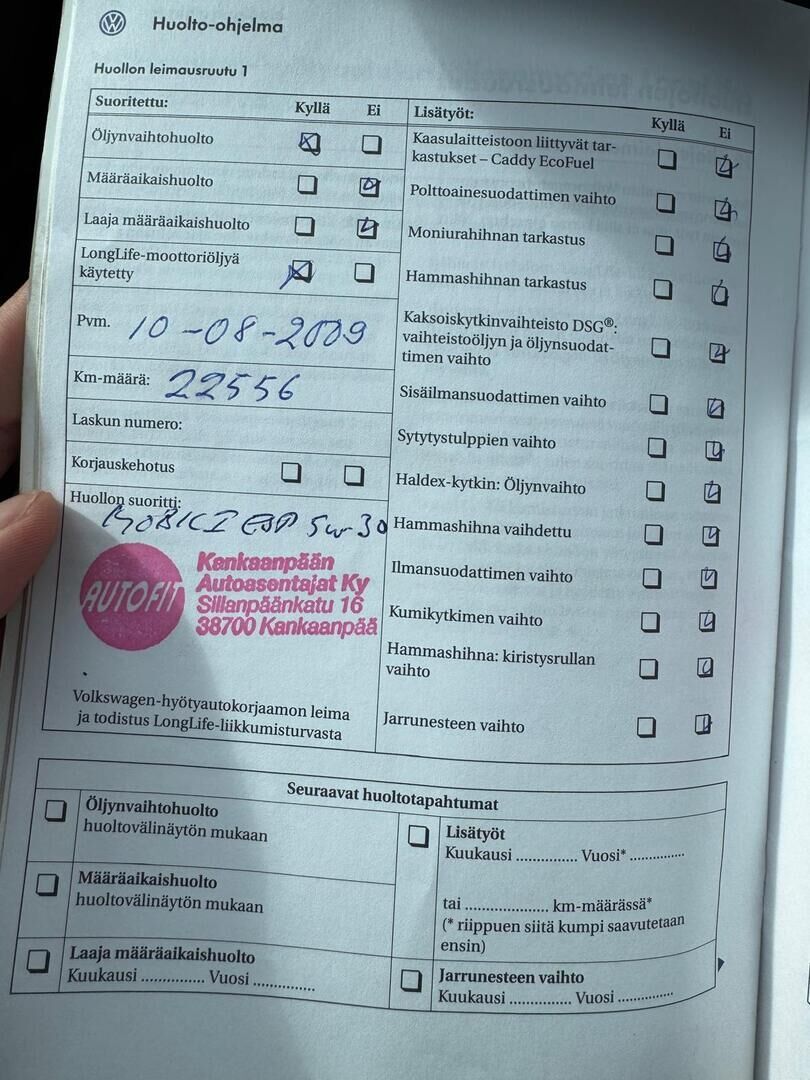 Huolto-ohjelma
Huollon leimausruutu 1
Suoritettu: Kyllä Ei
Öljynvaihtohuolto
Määräaikaishuolto
Laaja määräaikaishuolto
LongLife-moottoriöljyä
käytetty
Pvm. 10-08-2009
Km-määrä: 22556
Laskun numero:
Korjauskehotus
Huollon suoritti:
ESP 5w-30
AUTOFIT
Kankaanpään
Autoasentajat Ky
Sillanpäänkatu 16
38700 Kankaanpää
Volkswagen-hyötyautokorjaamon leima
ja todistus LongLife-liikkumisturvasta
Lisätyöt: Kyllä Ei
Kaasulaitteistoon liittyvät tar-
kastukset – Caddy EcoFuel
Polttoainesuodattimen vaihto
Moniurahihnan tarkastus
Hammashihnan tarkastus
Kaksoiskytkinvaihteisto DSG®:
vaihteistoöljyn ja öljynsuodat-
timen vaihto
Sisäilmansuodattimen vaihto
Sytytystulppien vaihto
Haldex-kytkin: Öljynvaihto
Hammashihna vaihdettu
Ilmansuodattimen vaihto
Kumikytkimen vaihto
Hammashihna: kiristysrullan
vaihto
Jarrunesteen vaihto
Seuraavat huoltotapahtumat
Öljynvaihtohuolto
huoltovälinäytön mukaan
Määräaikaishuolto
huoltovälinäytön mukaan
Laaja määräaikaishuolto
Kuukausi ............... Vuosi ...............
Lisätyöt
Kuukausi ............... Vuosi* ..............
tai .................... km-määrässä*
(* riippuen siitä kumpi saavutetaan
ensin)
Jarrunesteen vaihto
Kuukausi ............... Vuosi ..............